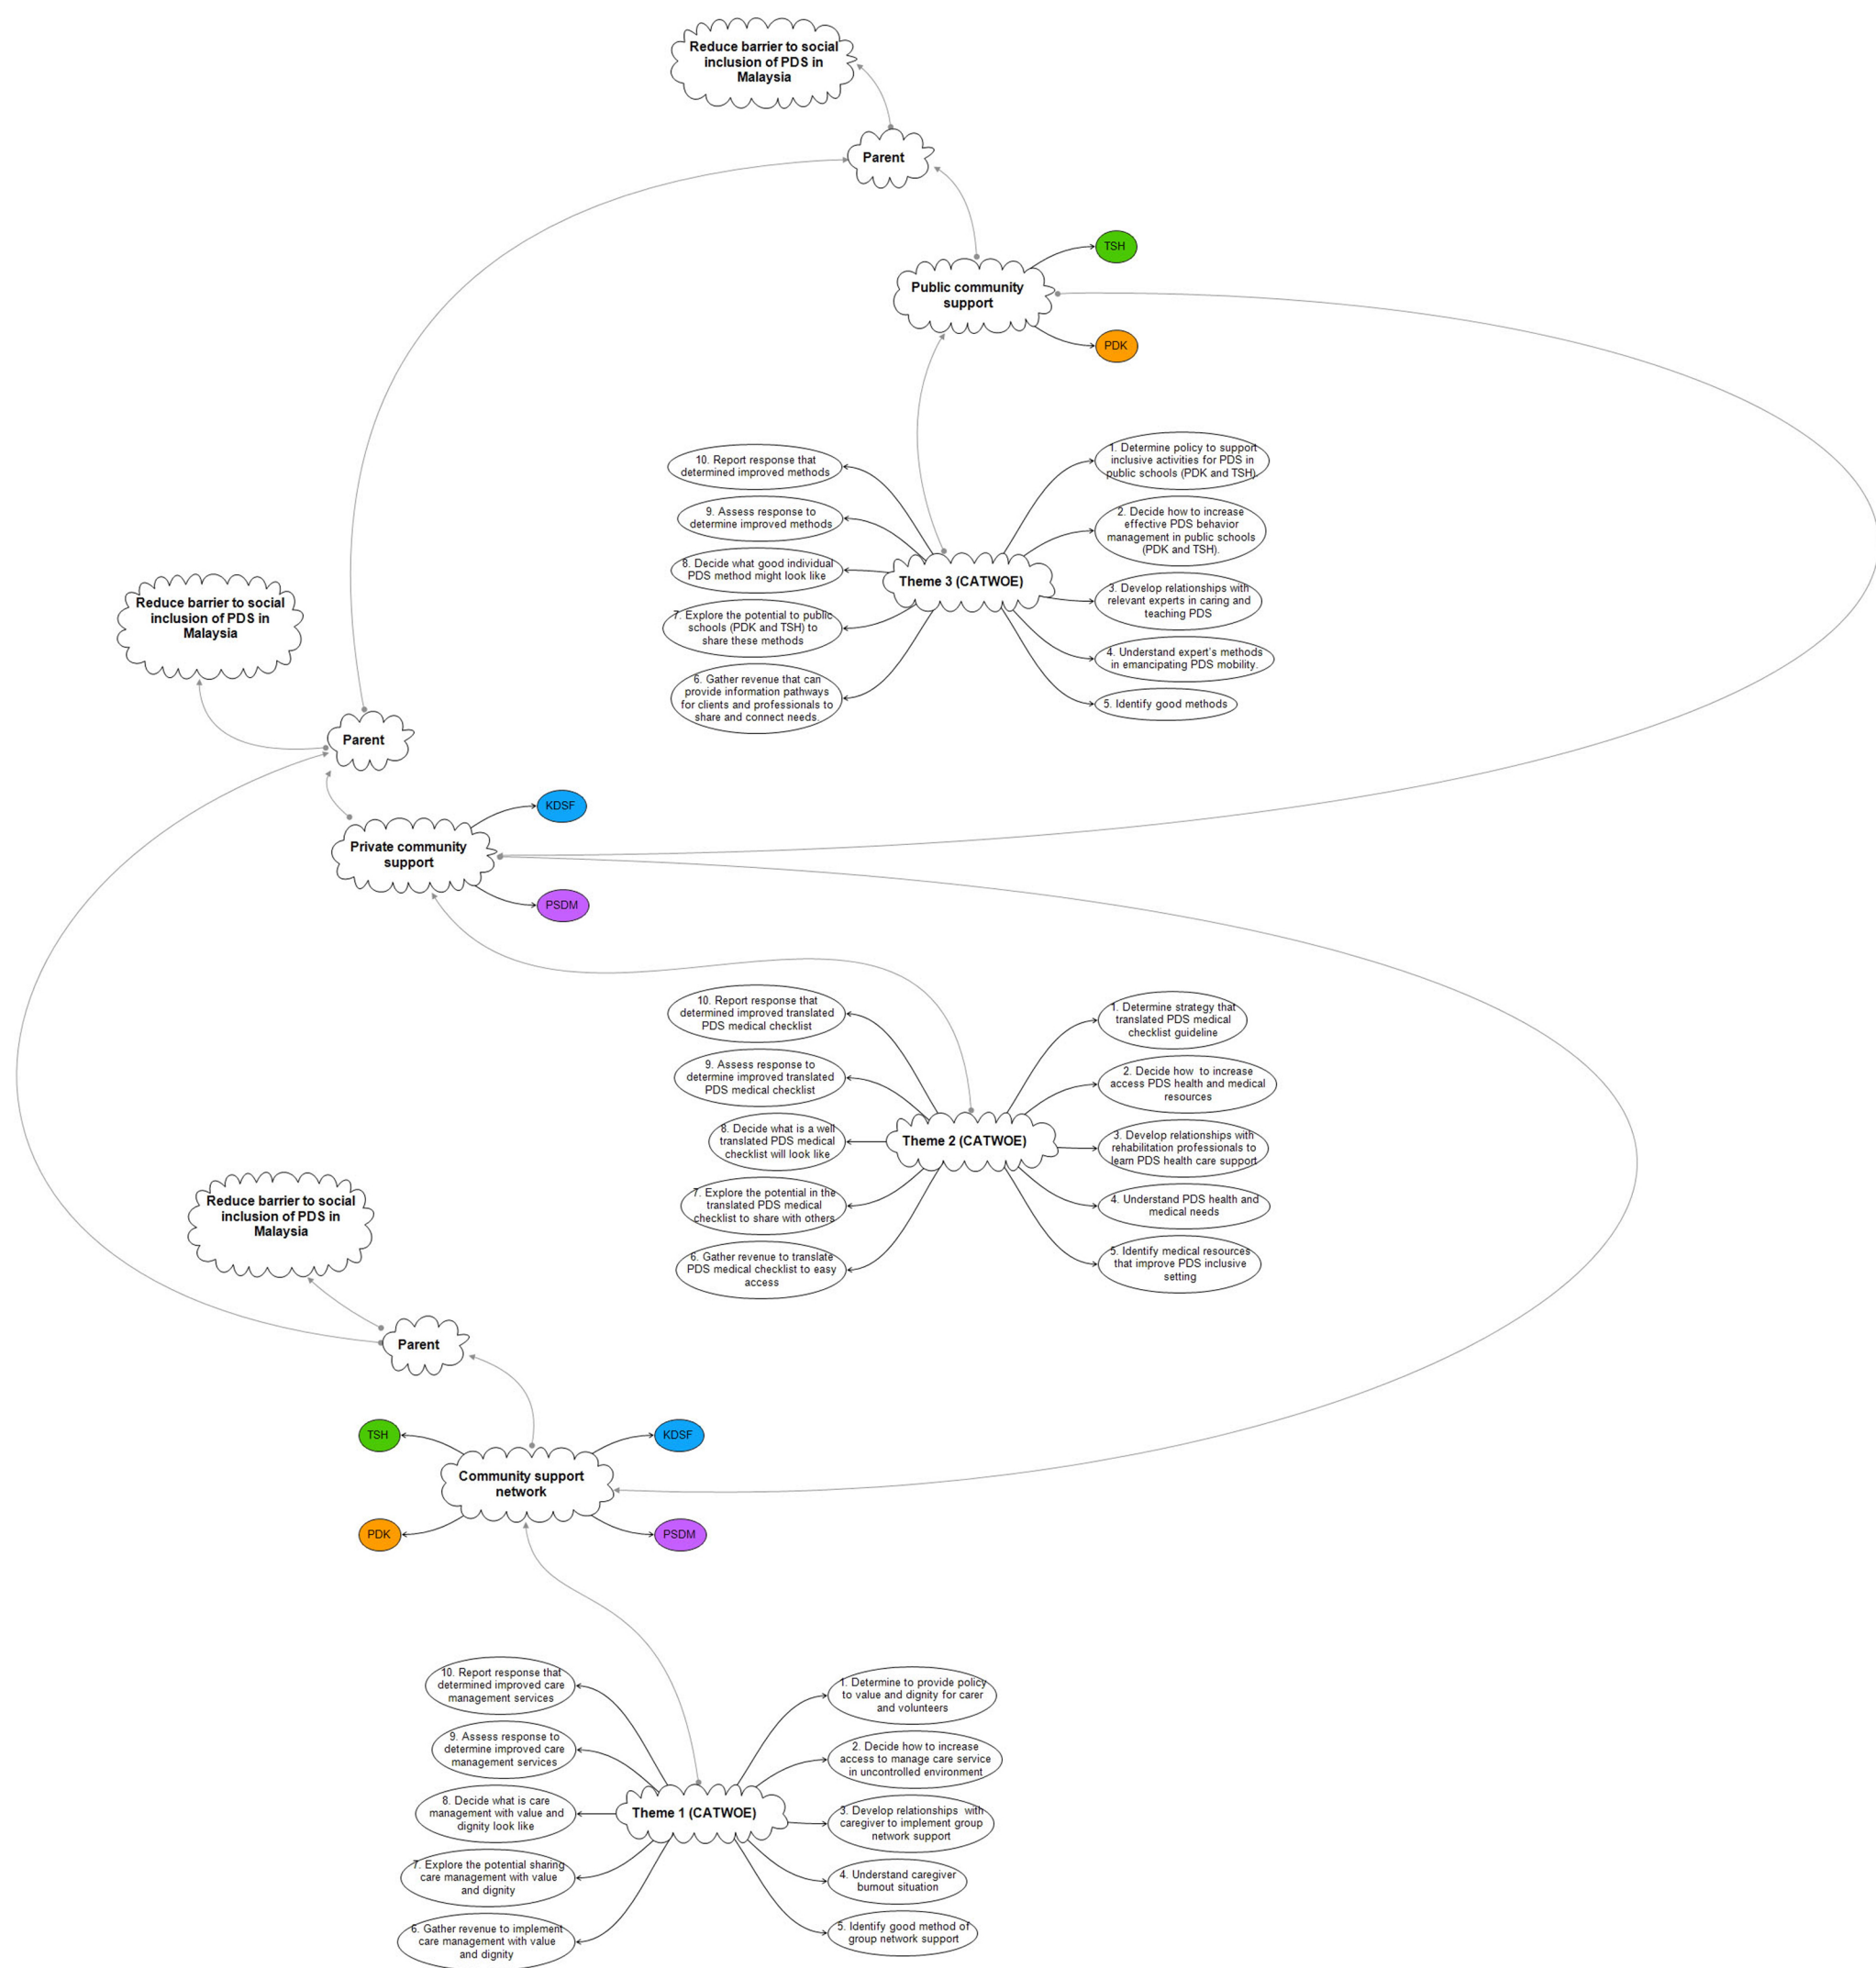 Reduce barrier to social
inclusion of PDS in
Malaysia
Parent
TSH
Public community
support
PDK
10. Report response that
determined improved methods
9. Assess response to
determine improved methods
8. Decide what good individual
PDS method might look like
7. Explore the potential to public
schools (PDK and TSH) to
share these methods
6. Gather revenue that can
provide information pathways
for clients and professionals to
share and connect needs.
Theme 3 (CATWOE)
1. Determine policy to support
inclusive activities for PDS in
public schools (PDK and TSH).
2. Decide how to increase
effective PDS behavior
management in public schools
(PDK and TSH).
3. Develop relationships with
relevant experts in caring and
teaching PDS
4. Understand expert's methods
in emancipating PDS mobility.
5. Identify good methods
Reduce barrier to social
inclusion of PDS in
Malaysia
Parent
KDSF
Private community
support
PSDM
10. Report response that
determined improved translated
PDS medical checklist
9. Assess response to
determine improved translated
PDS medical checklist
8. Decide what is a well
translated PDS medical
checklist will look like
7. Explore the potential in the
translated PDS medical
checklist to share with others
6. Gather revenue to translate
PDS medical checklist to easy
access
Theme 2 (CATWOE)
1. Determine strategy that
translated PDS medical
checklist guideline
2. Decide how to increase
access PDS health and medical
resources
3. Develop relationships with
rehabilitation professionals to
learn PDS health care support
4. Understand PDS health and
medical needs
5. Identify medical resources
that improve PDS inclusive
setting
Reduce barrier to social
inclusion of PDS in
Malaysia
Parent
TSH
KDSF
Community support
network
PDK
PSDM
10. Report response that
determined improved care
management services
9. Assess response to
determine improved care
management services
8. Decide what is care
management with value and
dignity look like
7. Explore the potential sharing
care management with value
and dignity
6. Gather revenue to implement
care management with value
and dignity
Theme 1 (CATWOE)
1. Determine to provide policy
to value and dignity for carer
and volunteers
2. Decide how to increase
access to manage care service
in uncontrolled environment
3. Develop relationships with
caregiver to implement group
network support
4. Understand caregiver
burnout situation
5. Identify good method of
group network support